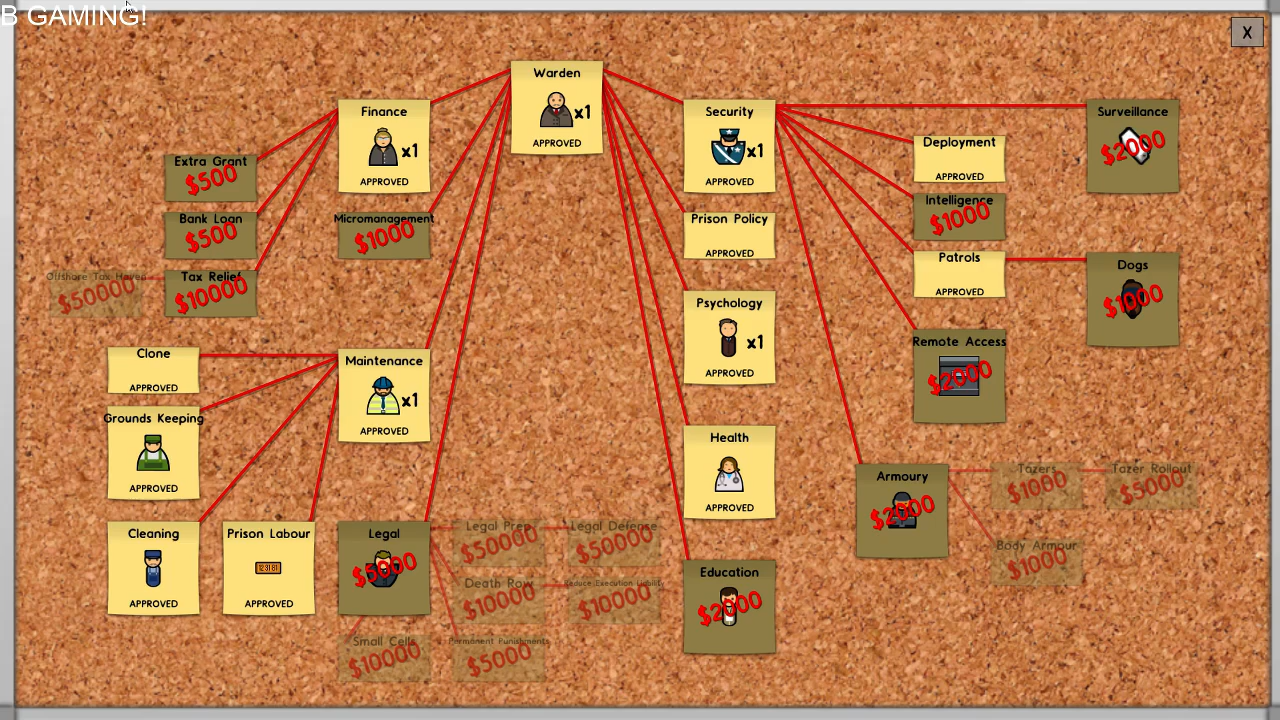 B GAMING!
X
Warden
x1
APPROVED
Finance
x1
APPROVED
Extra Grant
$500
Bank Loan
$500
Micromanagement
$1000
Offshore Tax Haven
$50000
Tax Relief
$10000
Clone
APPROVED
Maintenance
x1
APPROVED
Grounds Keeping
APPROVED
Cleaning
APPROVED
Prison Labour
APPROVED
Legal
$5000
Legal Prep
$50000
Legal Defense
$50000
Death Row
$10000
Reduce Execution Liability
$10000
Small Cells
$10000
Permanent Punishments
$5000
Security
x1
APPROVED
Prison Policy
APPROVED
Psychology
x1
APPROVED
Health
APPROVED
Education
$2000
Deployment
APPROVED
Intelligence
$1000
Patrols
APPROVED
Remote Access
$2000
Surveillance
$2000
Dogs
$1000
Armoury
$2000
Tazers
$1000
Tazer Rollout
$5000
Body Armour
$1000